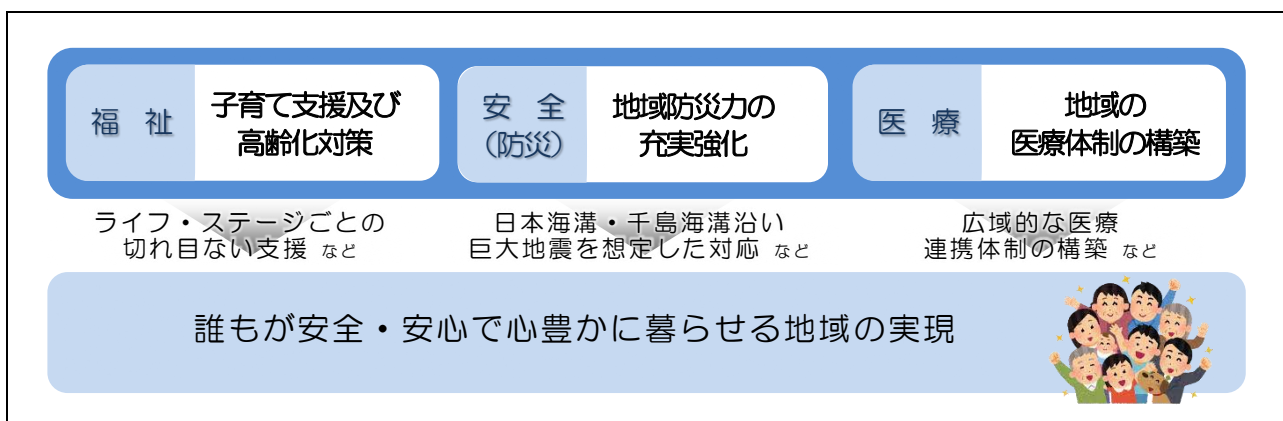 福 祉
子育て支援及び
高齢化対策
安 全
(防災)
地域防災力の
充実強化
医 療
地域の
医療体制の構築
ライフ・ステージごとの
切れ目ない支援 など
日本海溝・千島海溝沿い
巨大地震を想定した対応 など
広域的な医療
連携体制の構築 など
誰もが安全・安心で心豊かに暮らせる地域の実現